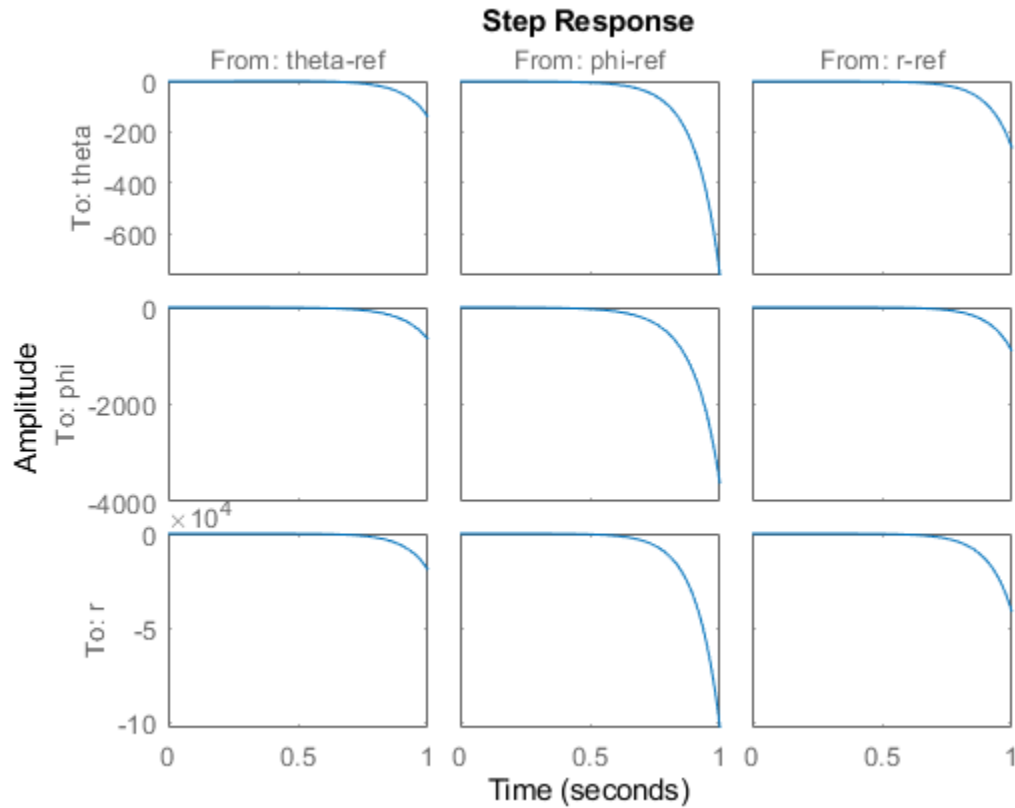 Step Response
From: theta-ref From: phi-ref From: r-ref
0
-200
-400
-600
To: theta
0
-2000
-4000
To: phi
Amplitude
×10^4
0
-5
-10
To: r
0 0.5 1 0 0.5 1 0 0.5 1
Time (seconds)